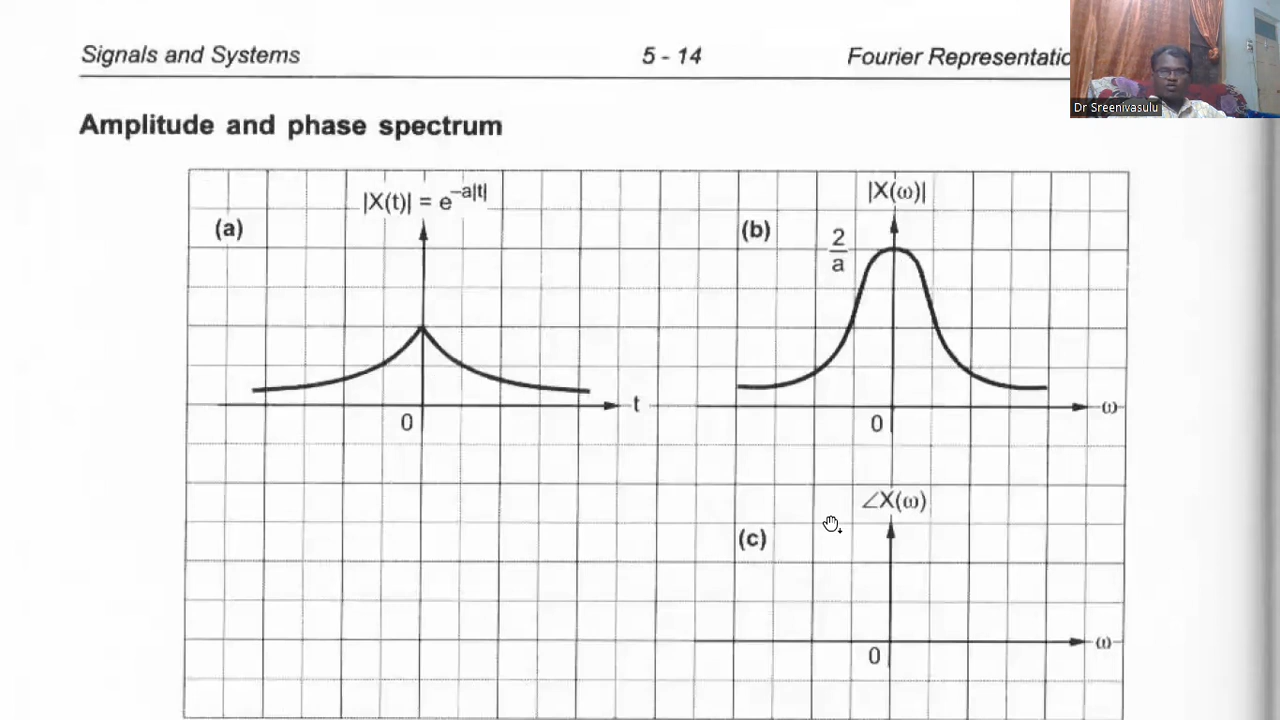 Signals and Systems 5 - 14 Fourier Representatio
Dr Sreenivasulu
Amplitude and phase spectrum
(a) |X(t)| = e^–a|t|
t
0
(b) |X(ω)|
2
a
ω
0
(c) ∠X(ω)
ω
0